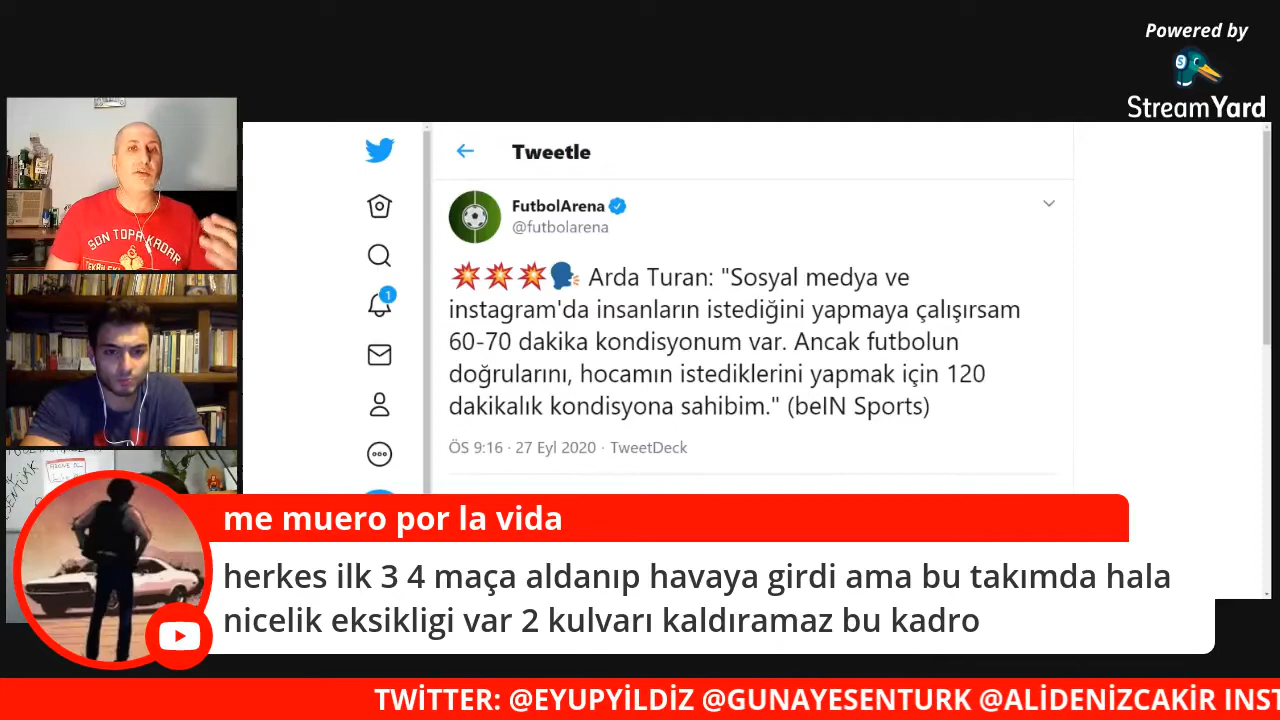 Powered by
StreamYard
Tweetle
FutbolArena
@futbolarena
1
Arda Turan: "Sosyal medya ve
instagram'da insanların istediğini yapmaya çalışırsam
60-70 dakika kondisyonum var. Ancak futbolun
doğrularını, hocamın istediklerini yapmak için 120
dakikalık kondisyona sahibim." (beIN Sports)
ÖS 9:16 · 27 Eyl 2020 · TweetDeck
SON TOPA KADAR
me muero por la vida
herkes ilk 3 4 maça aldanıp havaya girdi ama bu takımda hala
nicelik eksikligi var 2 kulvarı kaldıramaz bu kadro
TWİTTER: @EYUPYİLDİZ @GUNAYESENTURK @ALİDENİZCAKİR INST